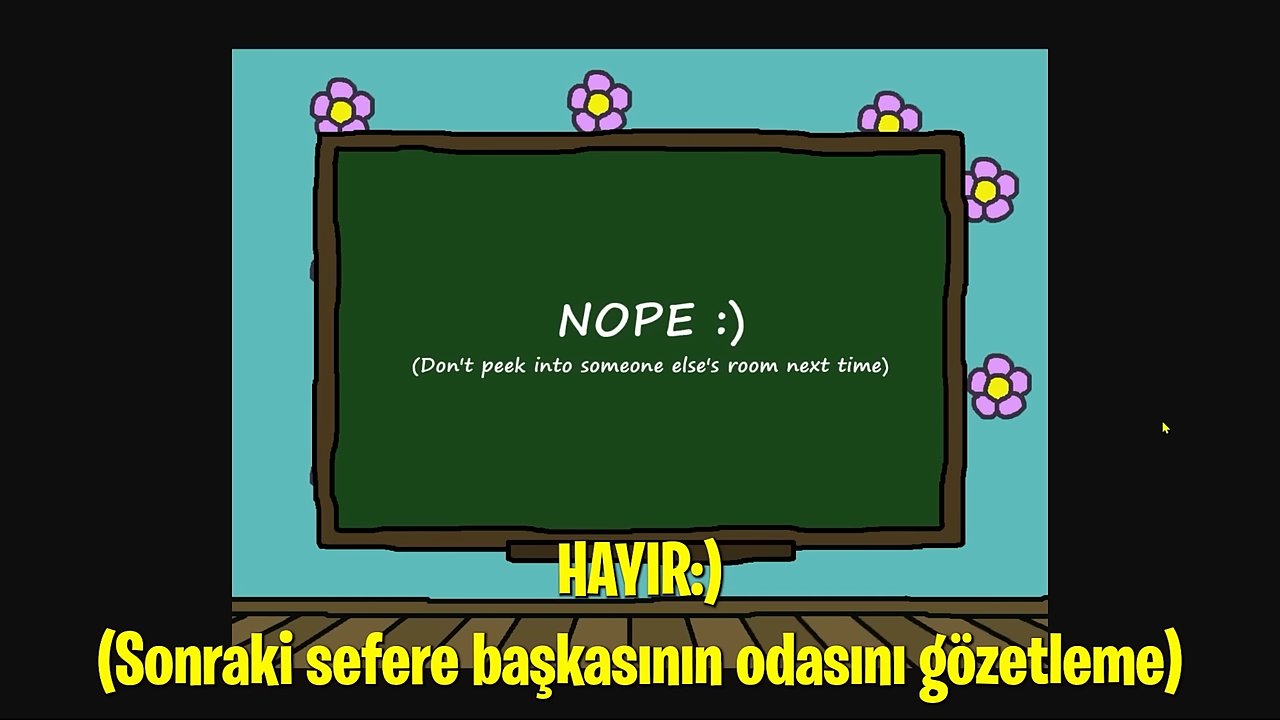 NOPE :)
(Don't peek into someone else's room next time)
HAYIR:)
(Sonraki sefere başkasının odasını gözetleme)